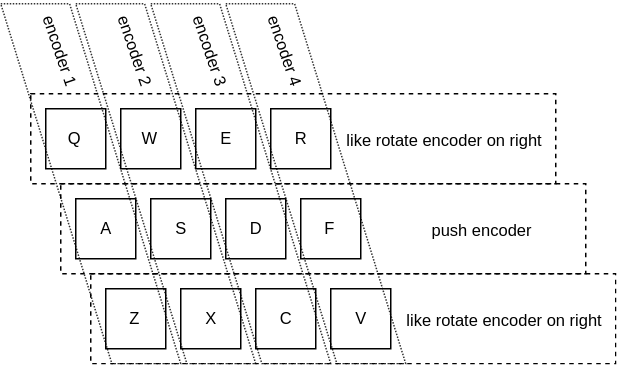 encoder 1
encoder 2
encoder 3
encoder 4
Q W E R like rotate encoder on right
A S D F push encoder
Z X C V like rotate encoder on right